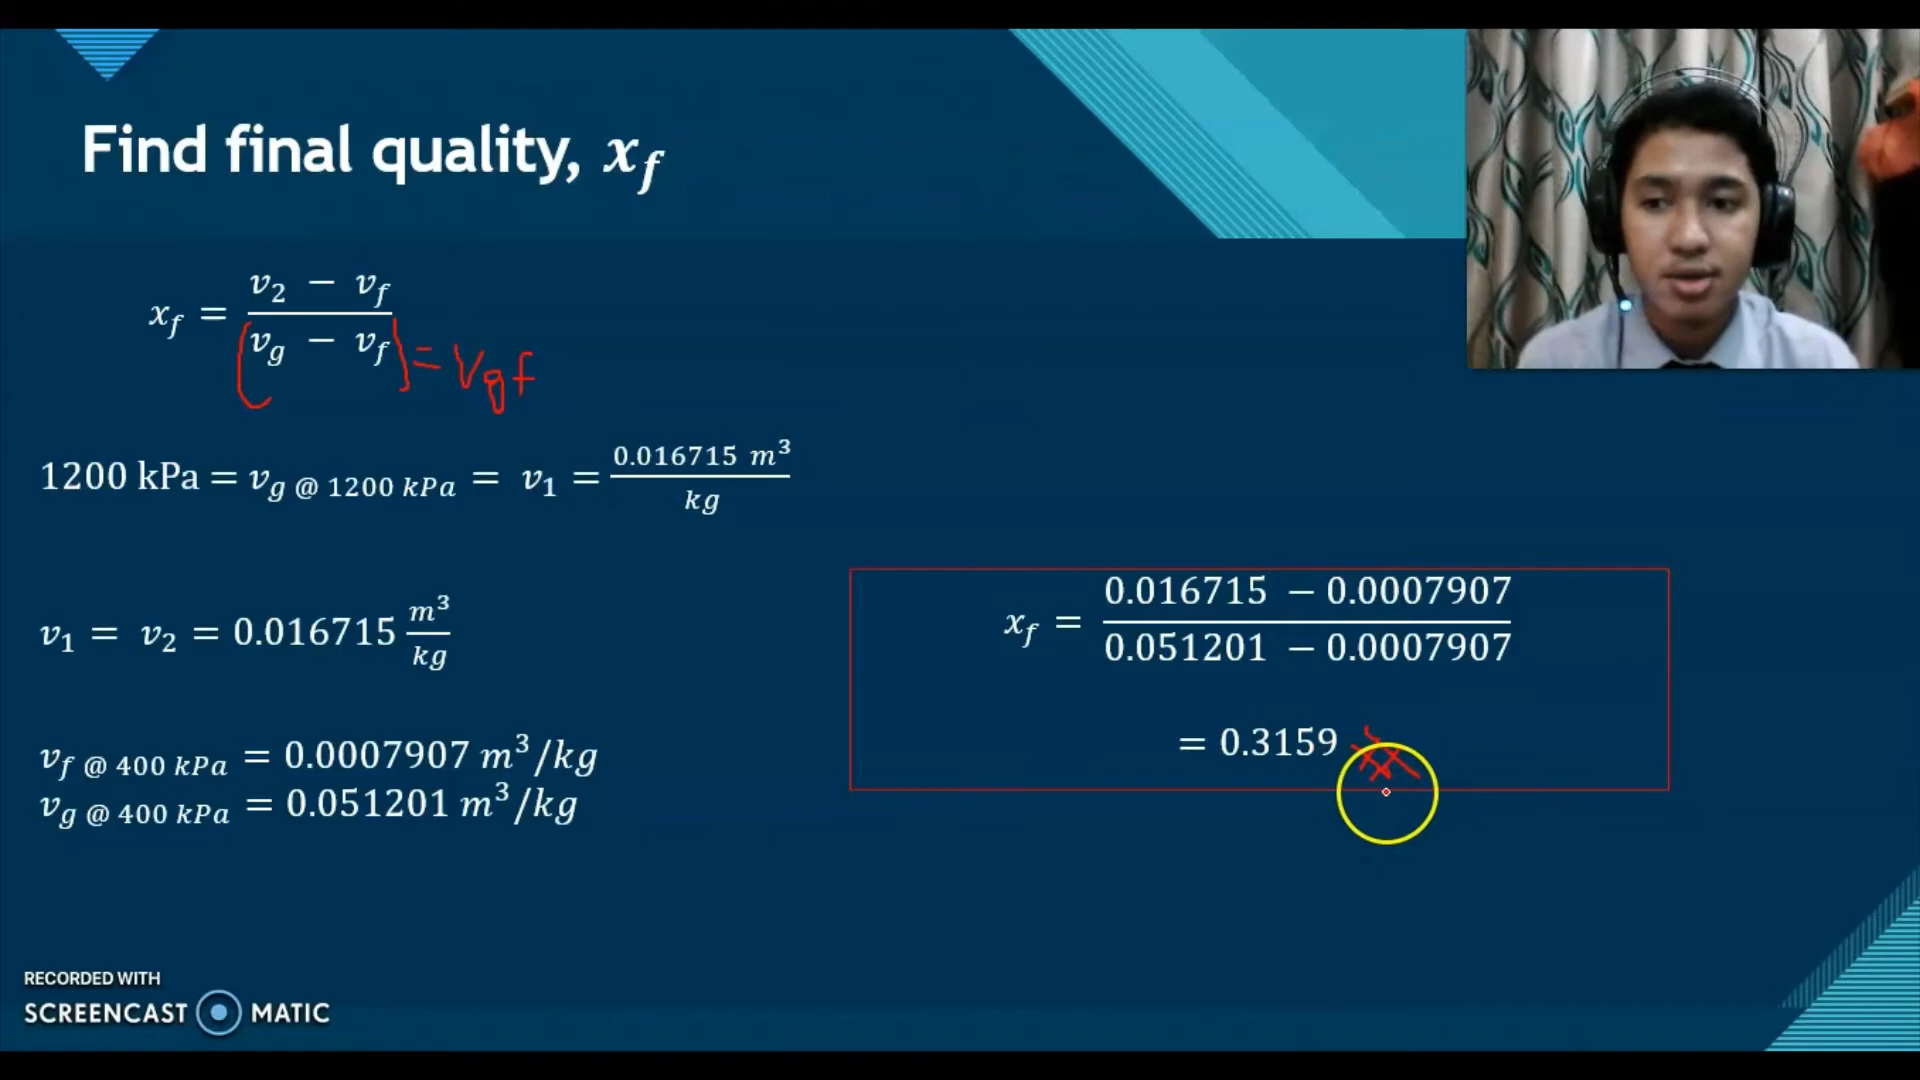 Find final quality, x_f
x_f = (v_2 − v_f) / (v_g − v_f) = Vgf
1200 kPa = v_g @ 1200 kPa = v_1 = 0.016715 m³ / kg
v_1 = v_2 = 0.016715 m³ / kg
v_f @ 400 kPa = 0.0007907 m³/kg
v_g @ 400 kPa = 0.051201 m³/kg
x_f = (0.016715 − 0.0007907) / (0.051201 − 0.0007907)
= 0.3159
RECORDED WITH
SCREENCAST MATIC